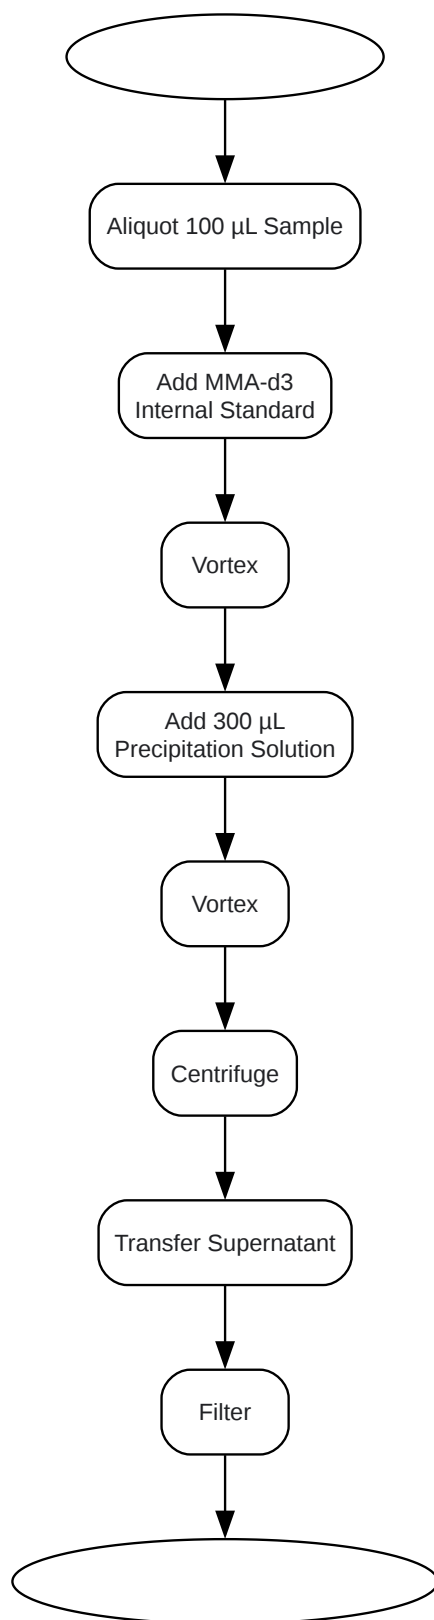 Aliquot 100 µL Sample
Add MMA-d3
Internal Standard
Vortex
Add 300 µL
Precipitation Solution
Vortex
Centrifuge
Transfer Supernatant
Filter